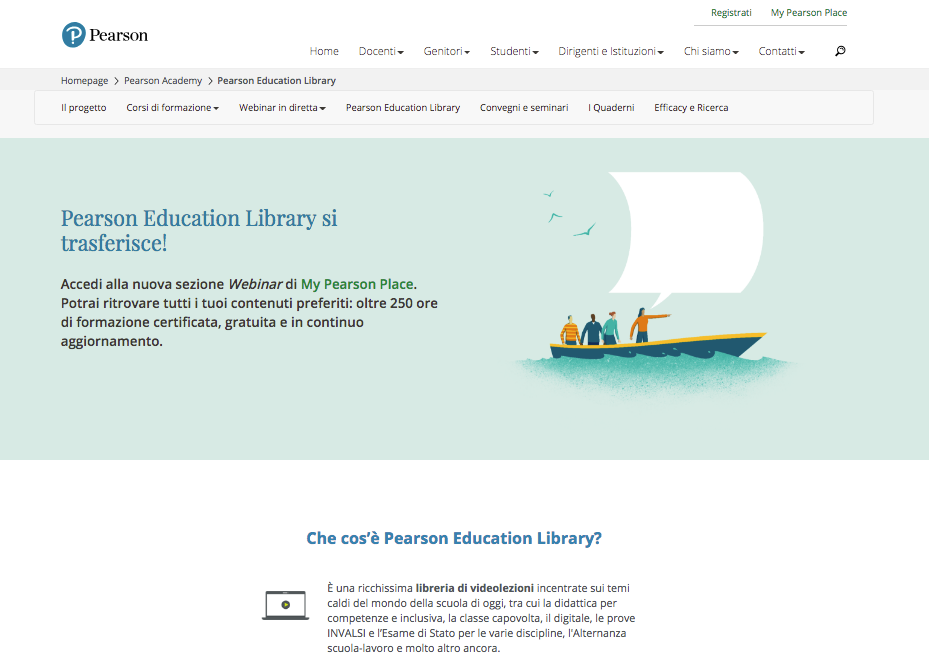 Registrati My Pearson Place
Pearson
Home Docenti Genitori Studenti Dirigenti e Istituzioni Chi siamo Contatti
Homepage > Pearson Academy > Pearson Education Library
Il progetto Corsi di formazione Webinar in diretta Pearson Education Library Convegni e seminari I Quaderni Efficacy e Ricerca
Pearson Education Library si
trasferisce!
Accedi alla nuova sezione Webinar di My Pearson Place.
Potrai ritrovare tutti i tuoi contenuti preferiti: oltre 250 ore
di formazione certificata, gratuita e in continuo
aggiornamento.
Che cos’è Pearson Education Library?
È una ricchissima libreria di videolezioni incentrate sui temi
caldi del mondo della scuola di oggi, tra cui la didattica per
competenze e inclusiva, la classe capovolta, il digitale, le prove
INVALSI e l’Esame di Stato per le varie discipline, l'Alternanza
scuola-lavoro e molto altro ancora.